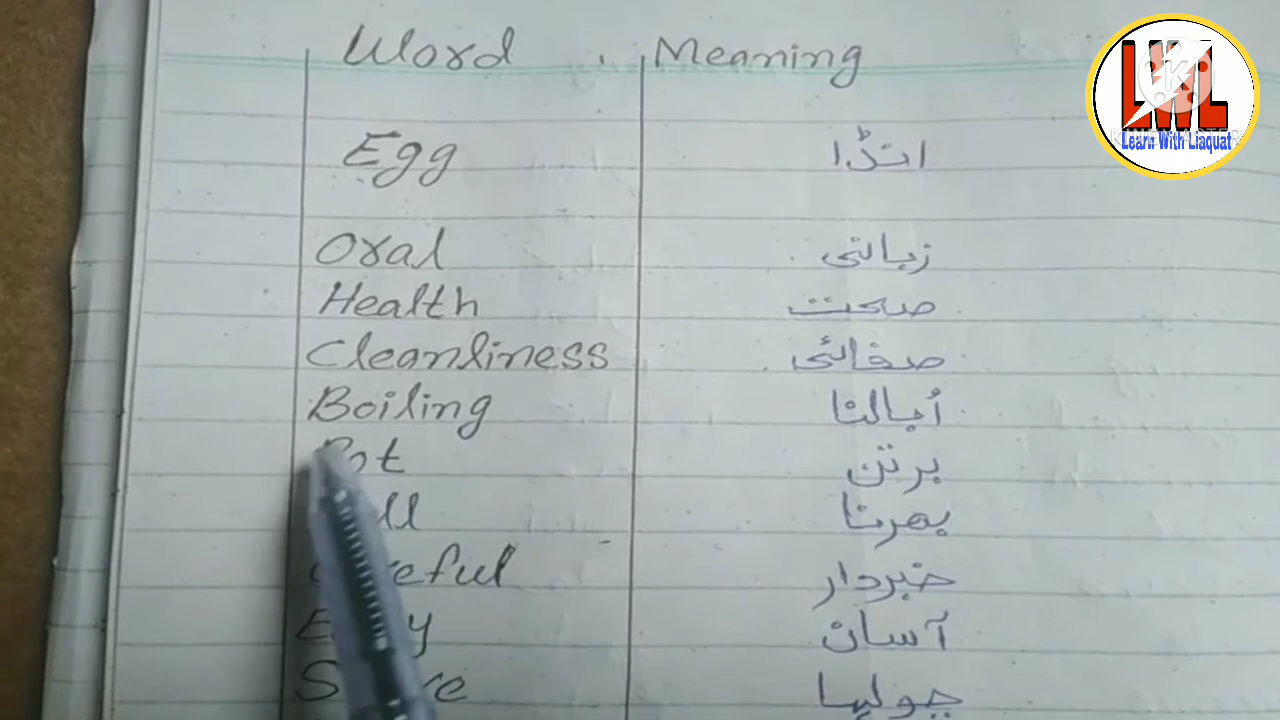 Word Meaning
Egg انڈا
Oral زبانی
Health صحت
Cleanliness صفائی
Boiling اُبالنا
Pot برتن
بھرنا
خبردار
آسان
چولہا
LWL
Learn With Liaquat